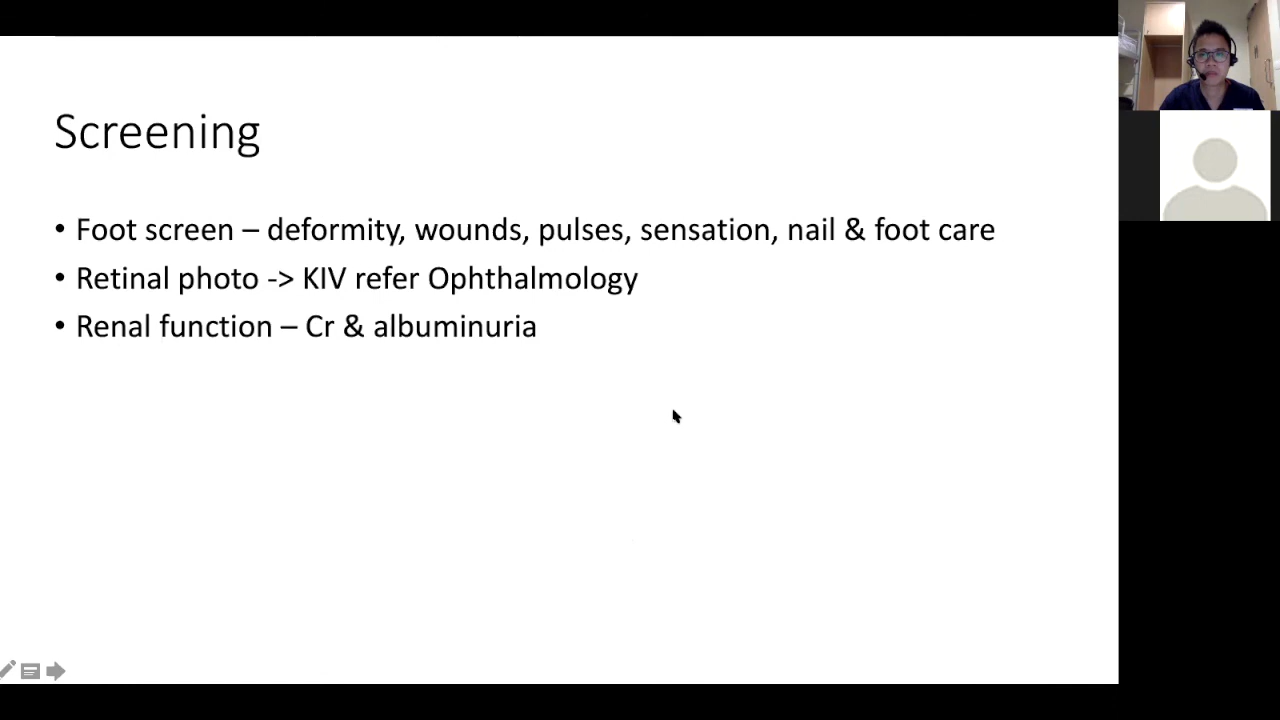 Screening
• Foot screen – deformity, wounds, pulses, sensation, nail & foot care
• Retinal photo -> KIV refer Ophthalmology
• Renal function – Cr & albuminuria